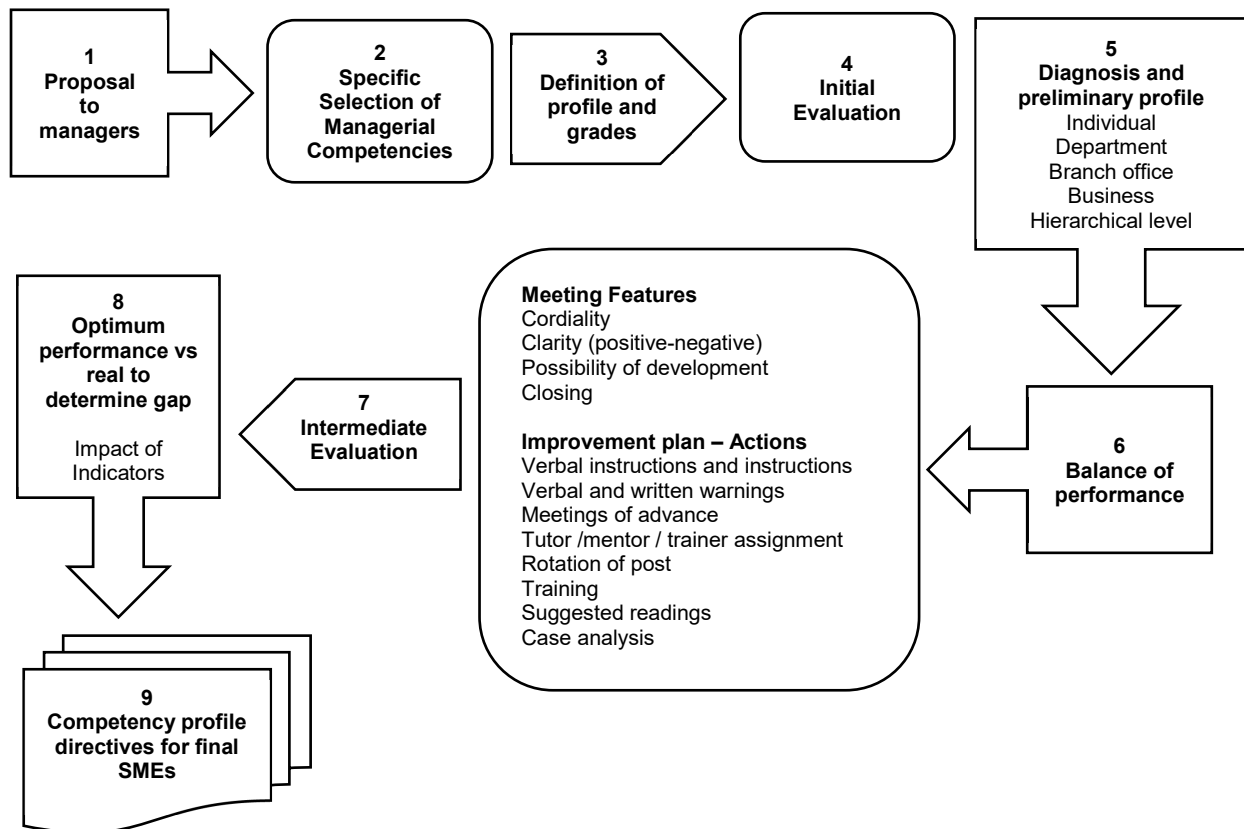 1
Proposal
to
managers
2
Specific
Selection of
Managerial
Competencies
3
Definition of
profile and
grades
4
Initial
Evaluation
5
Diagnosis and
preliminary profile
Individual
Department
Branch office
Business
Hierarchical level
6
Balance of
performance
Meeting Features
Cordiality
Clarity (positive-negative)
Possibility of development
Closing
Improvement plan – Actions
Verbal instructions and instructions
Verbal and written warnings
Meetings of advance
Tutor /mentor / trainer assignment
Rotation of post
Training
Suggested readings
Case analysis
7
Intermediate
Evaluation
8
Optimum
performance vs
real to
determine gap
Impact of
Indicators
9
Competency profile
directives for final
SMEs